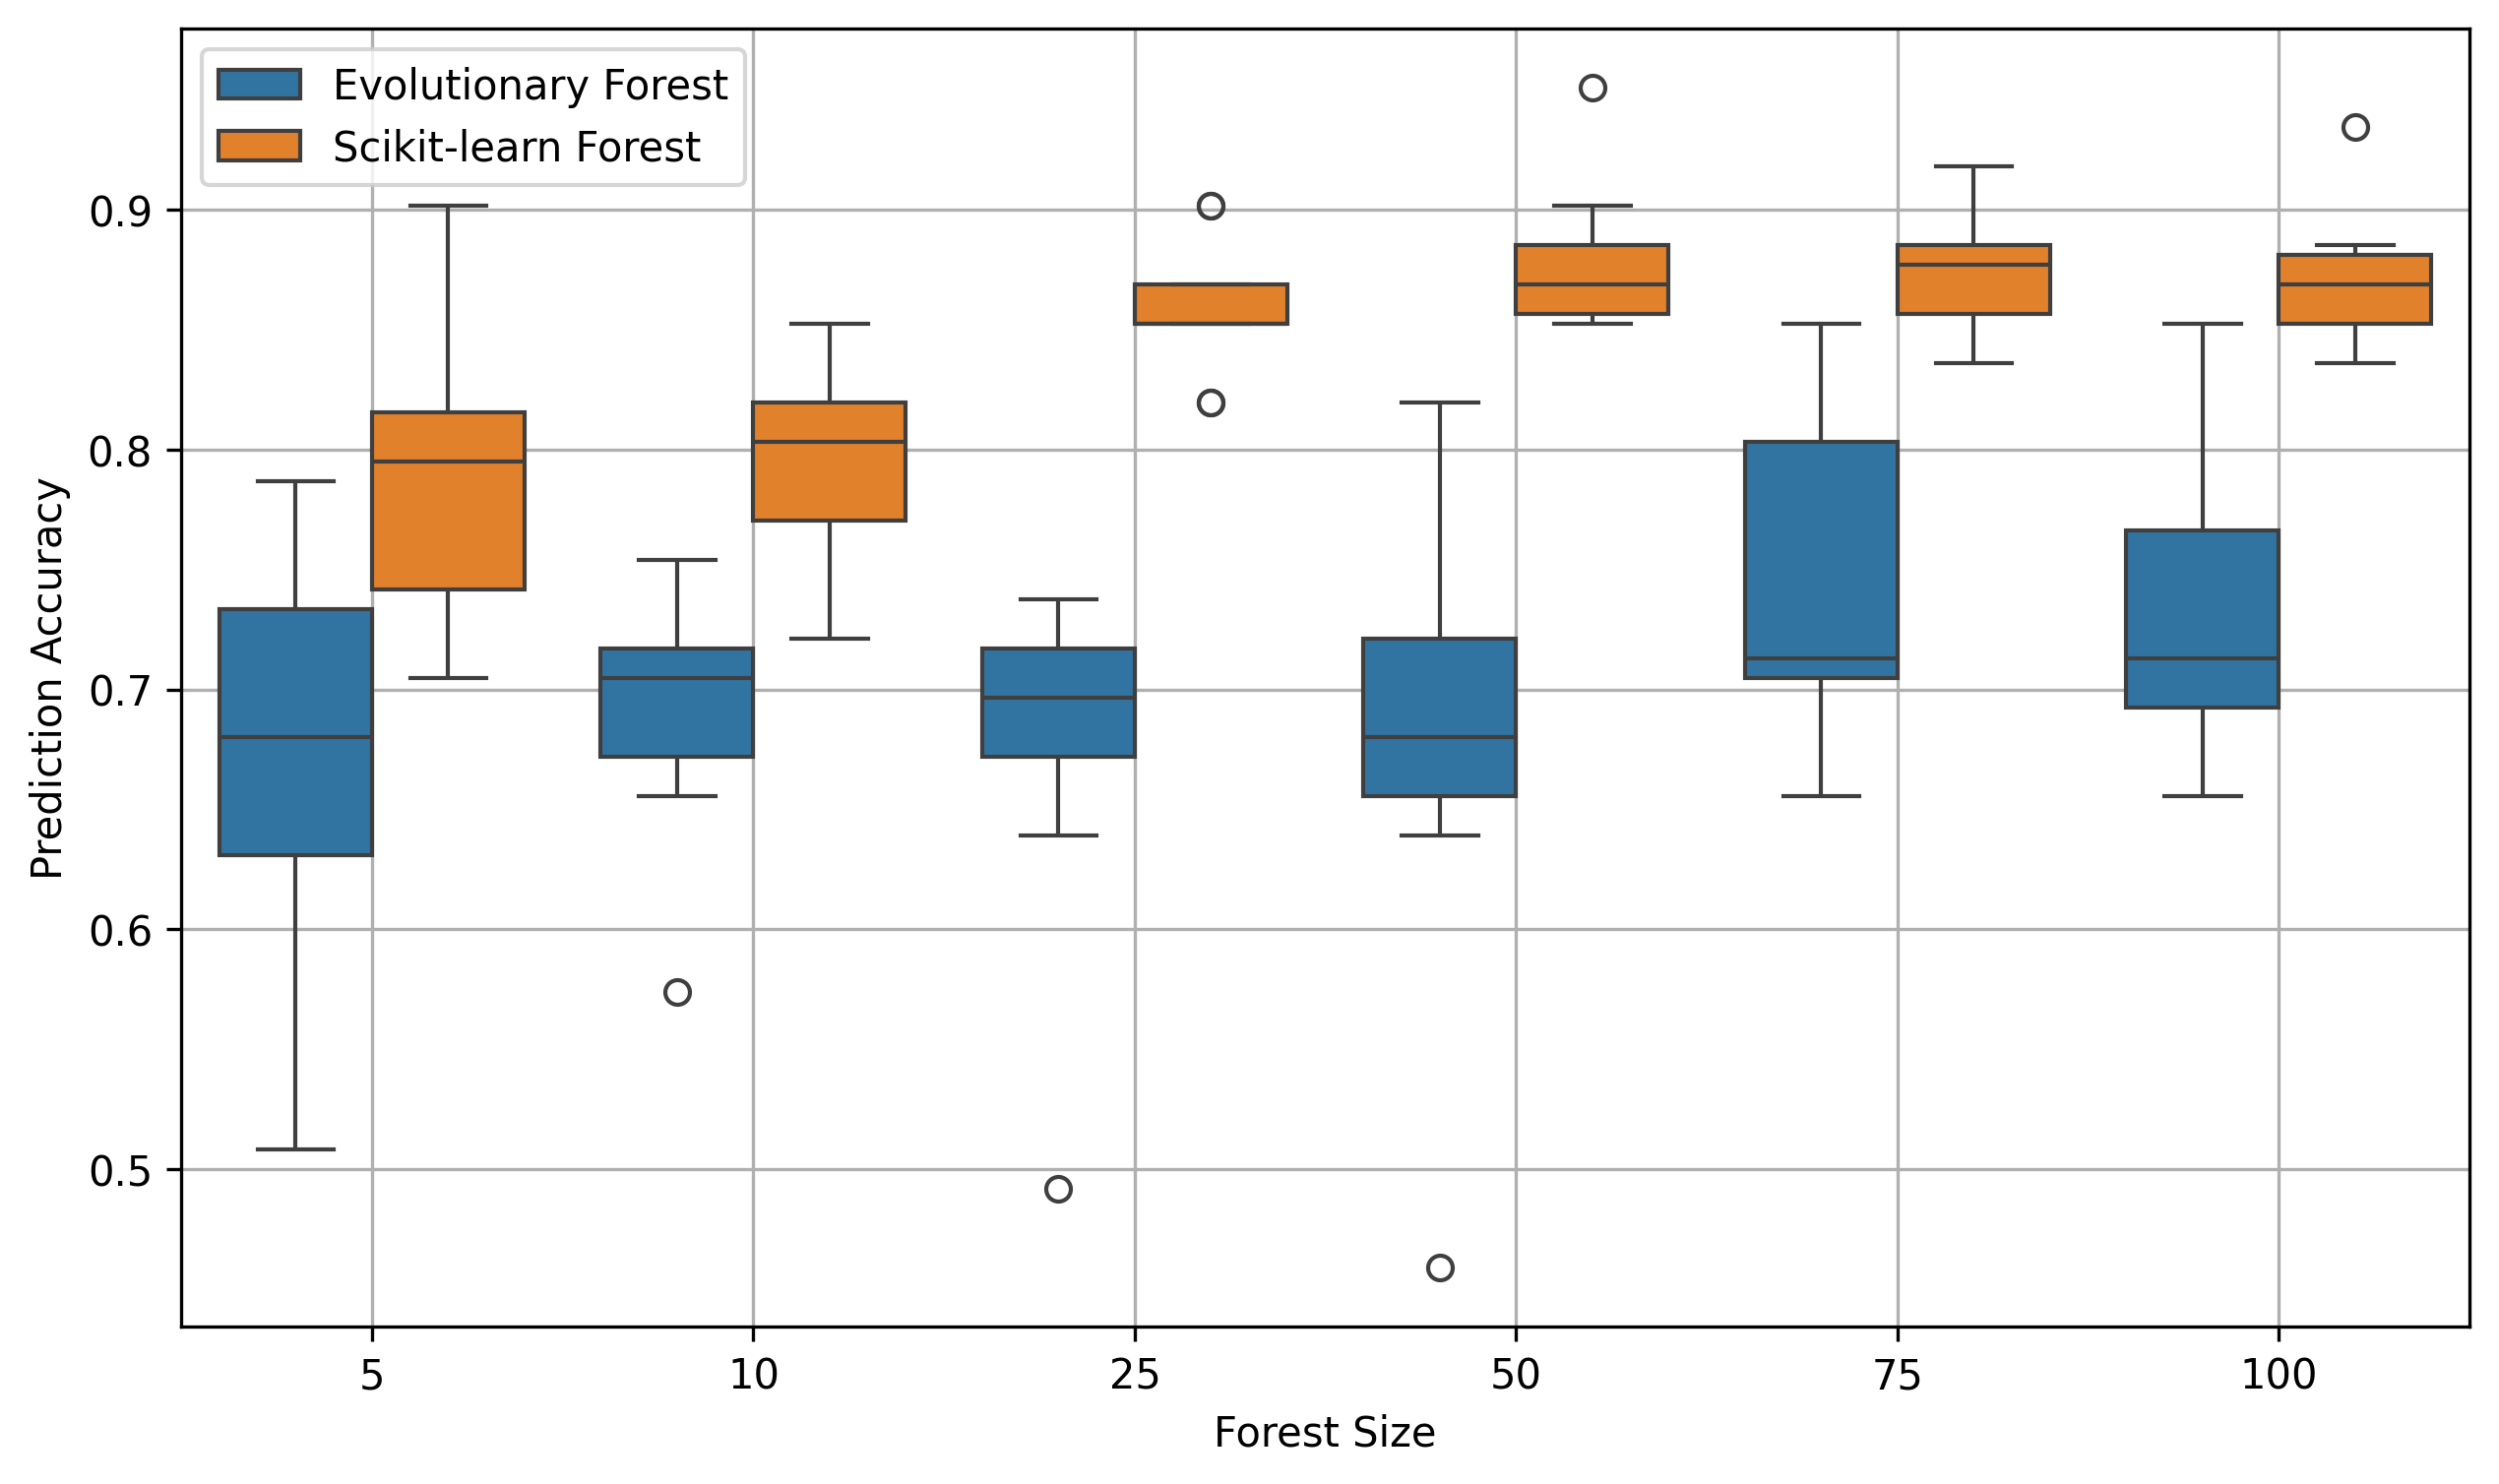 Evolutionary Forest
Scikit-learn Forest
Prediction Accuracy
0.9
0.8
0.7
0.6
0.5
5 10 25 50 75 100
Forest Size